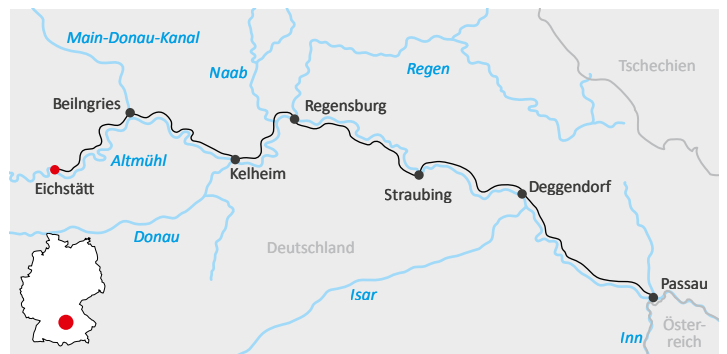 Main-Donau-Kanal
Naab
Regen
Tschechien
Beilngries
Regensburg
Altmühl
Kelheim
Eichstätt
Straubing
Deggendorf
Donau
Deutschland
Isar
Passau
Inn
Öster-
reich